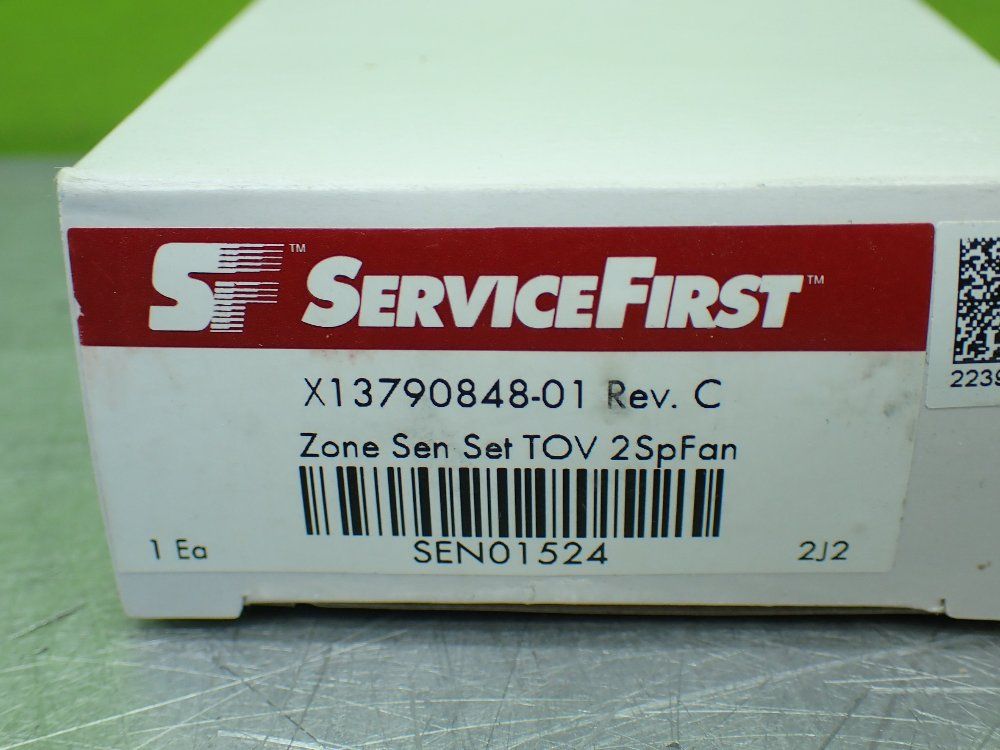 SF™ SERVICEFIRST™
X13790848-01 Rev. C
Zone Sen Set TOV 2SpFan
1 Ea SEN01524 2J2
2239